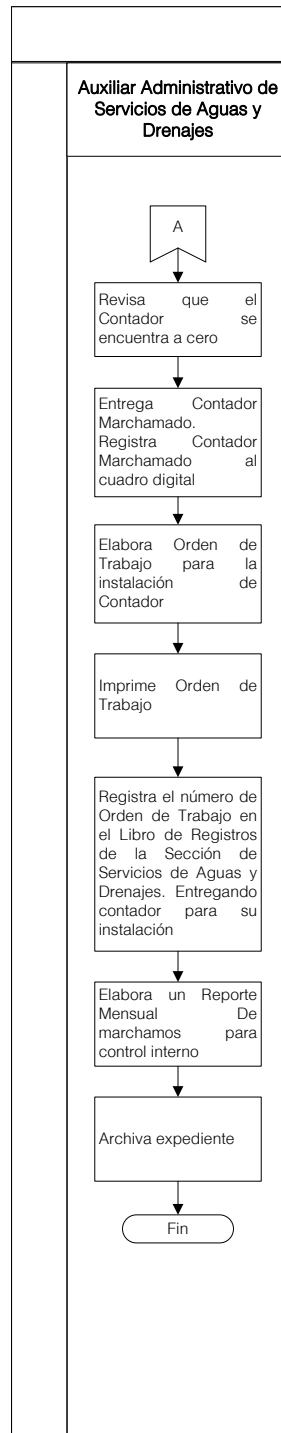 Auxiliar Administrativo de
Servicios de Aguas y
Drenajes
A
Revisa que el
Contador se
encuentra a cero
Entrega Contador
Marchamado.
Registra Contador
Marchamado al
cuadro digital
Elabora Orden de
Trabajo para la
instalación de
Contador
Imprime Orden de
Trabajo
Registra el número de
Orden de Trabajo en
el Libro de Registros
de la Sección de
Servicios de Aguas y
Drenajes. Entregando
contador para su
instalación
Elabora un Reporte
Mensual De
marchamos para
control interno
Archiva expediente
Fin